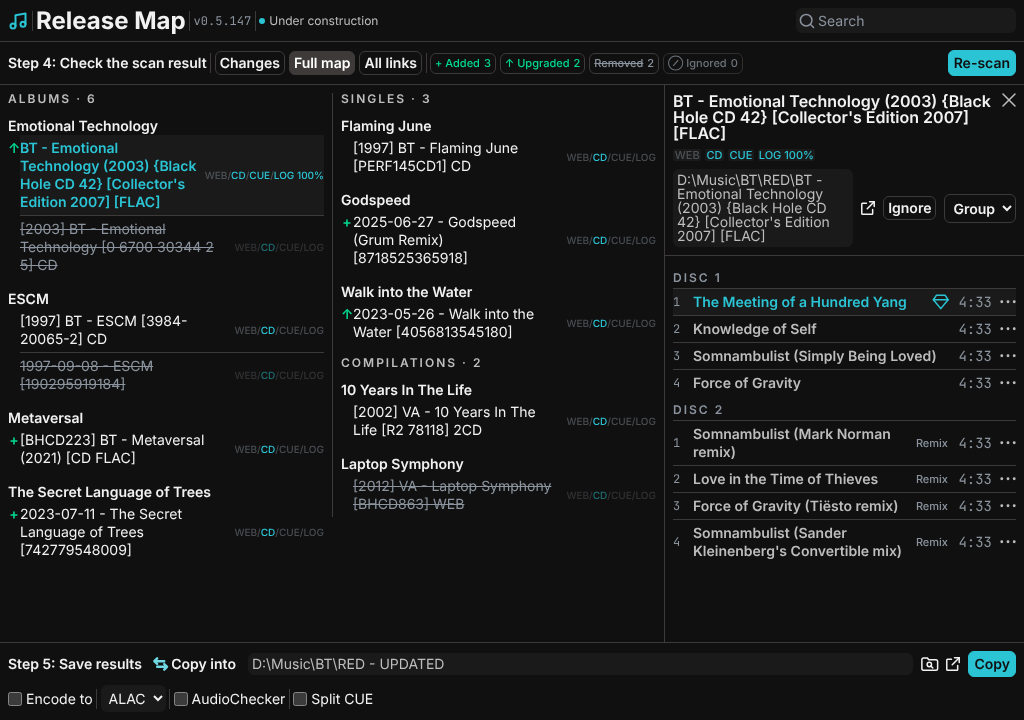 Release Map v0.5.147 Under construction Search
Step 4: Check the scan result Changes Full map All links + Added 3 ↑ Upgraded 2 Removed 2 Ignored 0 Re-scan
ALBUMS · 6
Emotional Technology
↑BT - Emotional
Technology (2003) {Black
Hole CD 42} [Collector's
Edition 2007] [FLAC]
WEB/CD/CUE/LOG 100%
[2003] BT - Emotional
Technology [0 6700 30344 2
5] CD
WEB/CD/CUE/LOG
ESCM
[1997] BT - ESCM [3984-
20065-2] CD
WEB/CD/CUE/LOG
1997-09-08 - ESCM
[190295919184]
WEB/CD/CUE/LOG
Metaversal
+[BHCD223] BT - Metaversal
(2021) [CD FLAC]
WEB/CD/CUE/LOG
The Secret Language of Trees
+2023-07-11 - The Secret
Language of Trees
[742779548009]
WEB/CD/CUE/LOG
SINGLES · 3
Flaming June
[1997] BT - Flaming June
[PERF145CD1] CD
WEB/CD/CUE/LOG
Godspeed
+2025-06-27 - Godspeed
(Grum Remix)
[8718525365918]
WEB/CD/CUE/LOG
Walk into the Water
↑2023-05-26 - Walk into the
Water [4056813545180]
WEB/CD/CUE/LOG
COMPILATIONS · 2
10 Years In The Life
[2002] VA - 10 Years In The
Life [R2 78118] 2CD
WEB/CD/CUE/LOG
Laptop Symphony
[2012] VA - Laptop Symphony
[BHCD863] WEB
WEB/CD/CUE/LOG
BT - Emotional Technology (2003) {Black
Hole CD 42} [Collector's Edition 2007]
[FLAC]
WEB CD CUE LOG 100%
D:\Music\BT\RED\BT -
Emotional Technology
(2003) {Black Hole CD
42} [Collector's Edition
2007] [FLAC]
Ignore Group
DISC 1
1 The Meeting of a Hundred Yang 4:33 ···
2 Knowledge of Self 4:33 ···
3 Somnambulist (Simply Being Loved) 4:33 ···
4 Force of Gravity 4:33 ···
DISC 2
1 Somnambulist (Mark Norman
remix) Remix 4:33 ···
2 Love in the Time of Thieves Remix 4:33 ···
3 Force of Gravity (Tiësto remix) Remix 4:33 ···
4 Somnambulist (Sander
Kleinenberg's Convertible mix) Remix 4:33 ···
Step 5: Save results Copy into D:\Music\BT\RED - UPDATED Copy
Encode to ALAC AudioChecker Split CUE